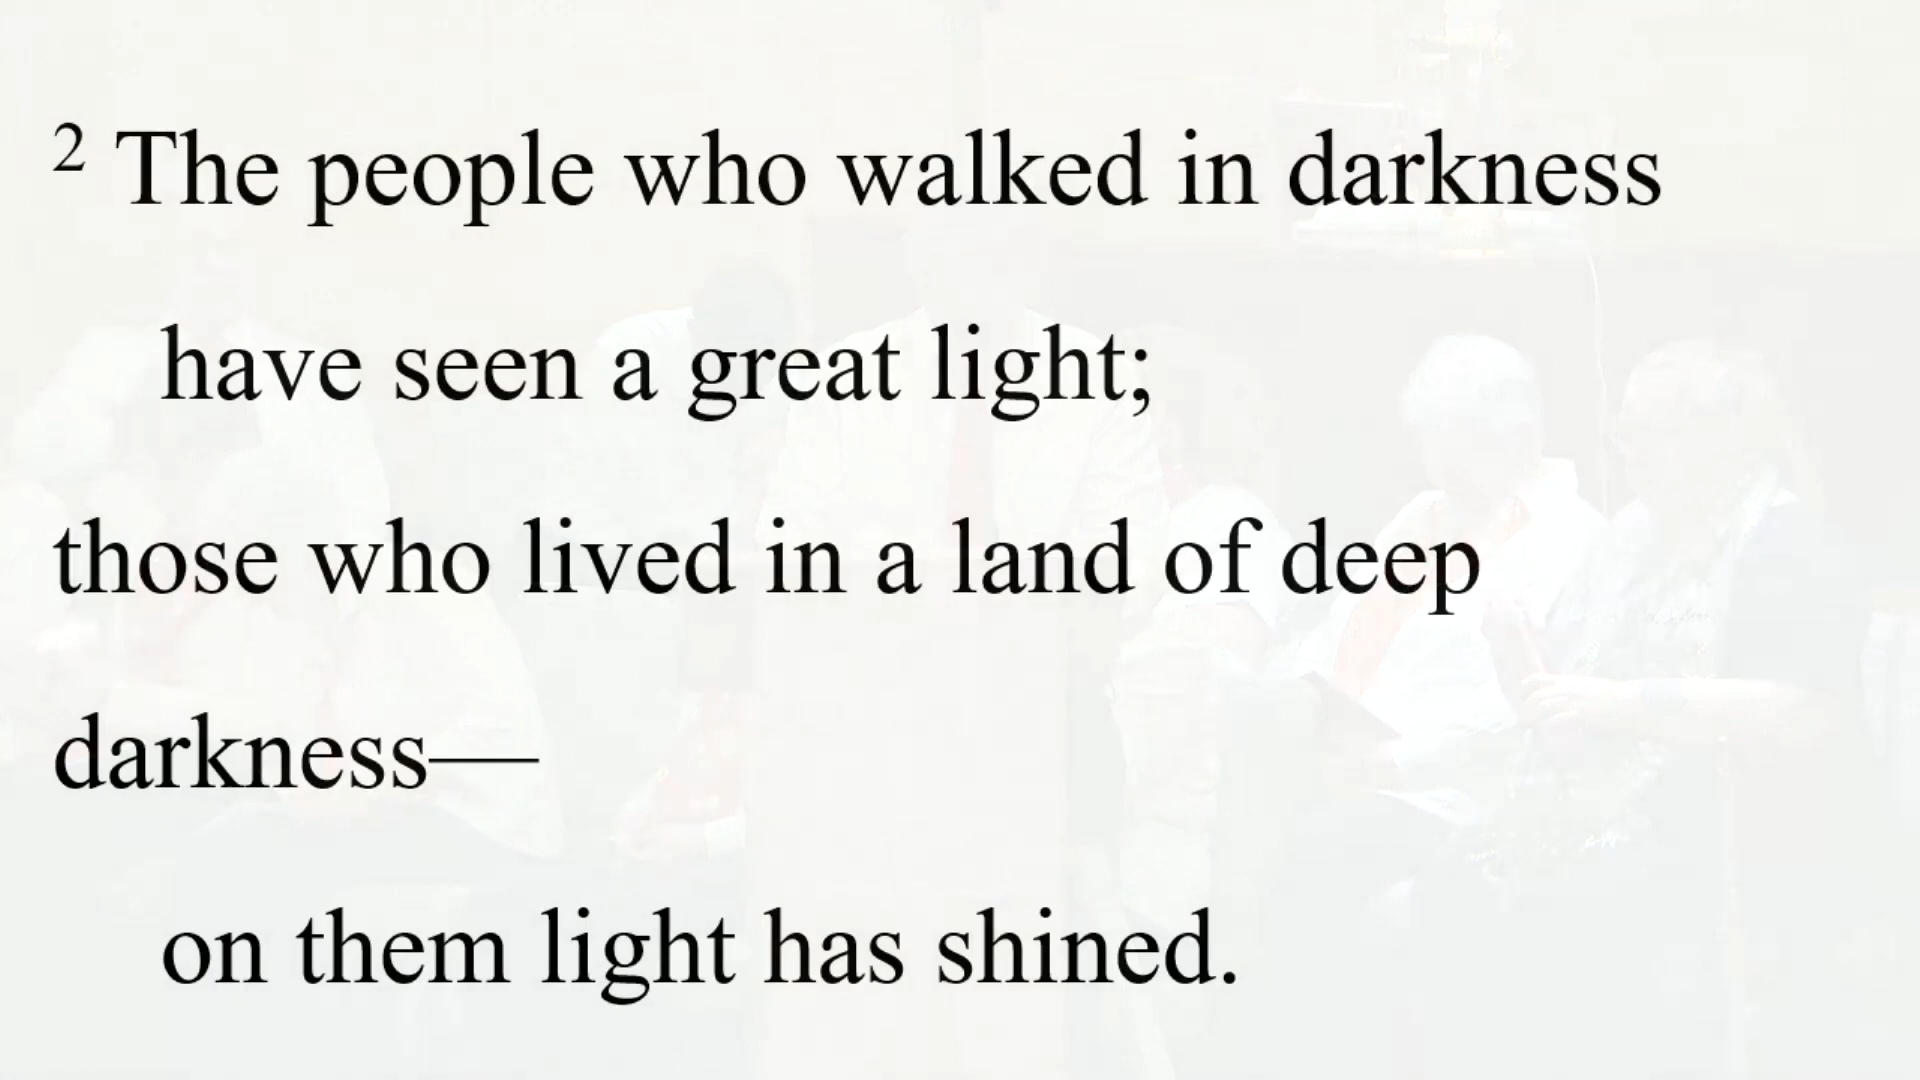 2 The people who walked in darkness
have seen a great light;
those who lived in a land of deep
darkness—
on them light has shined.